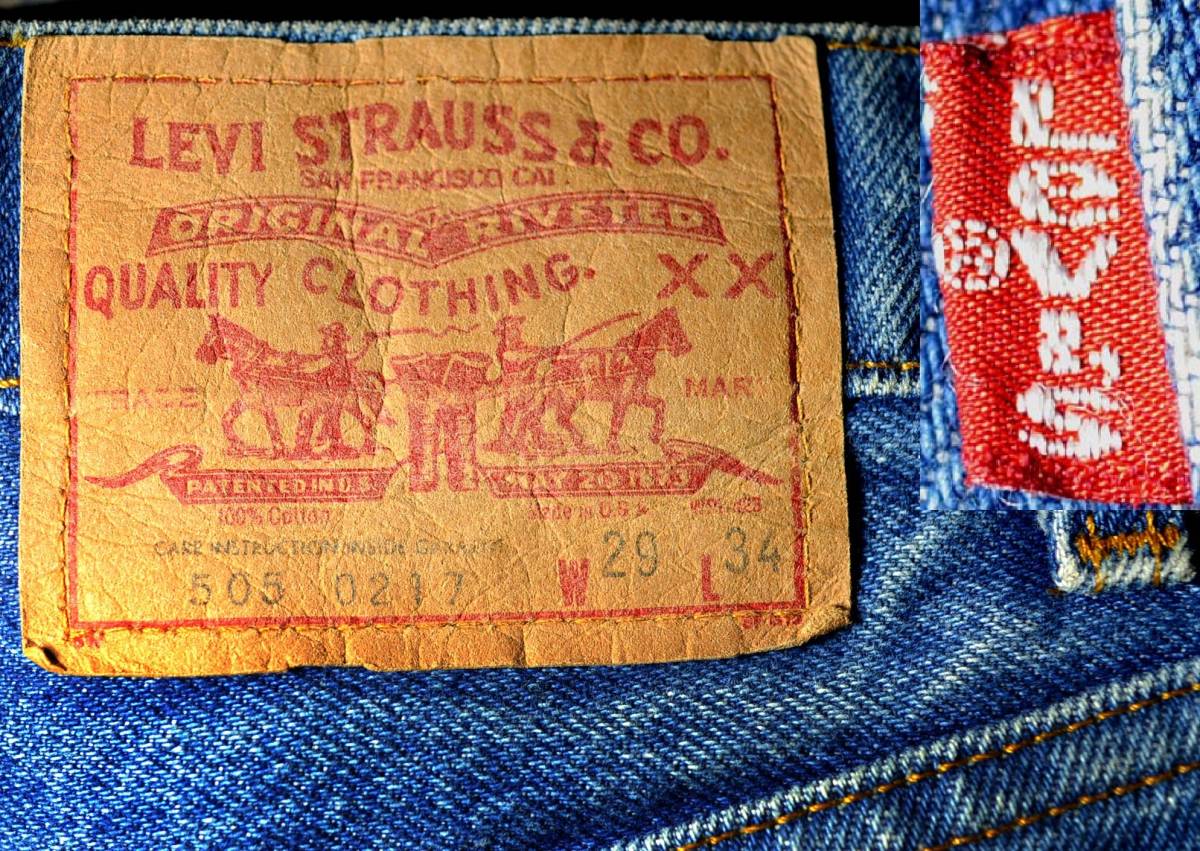 LEVI STRAUSS & CO.
SAN FRANCISCO CAL.
ORIGINAL RIVETED
QUALITY CLOTHING. XX
TRADE MARK
PATENTED IN U.S. MAY 20 1873
100% Cotton Made in U.S.A.
CARE INSTRUCTION INSIDE GARMENT
505 0217 W 29 L 34
Levi's
®